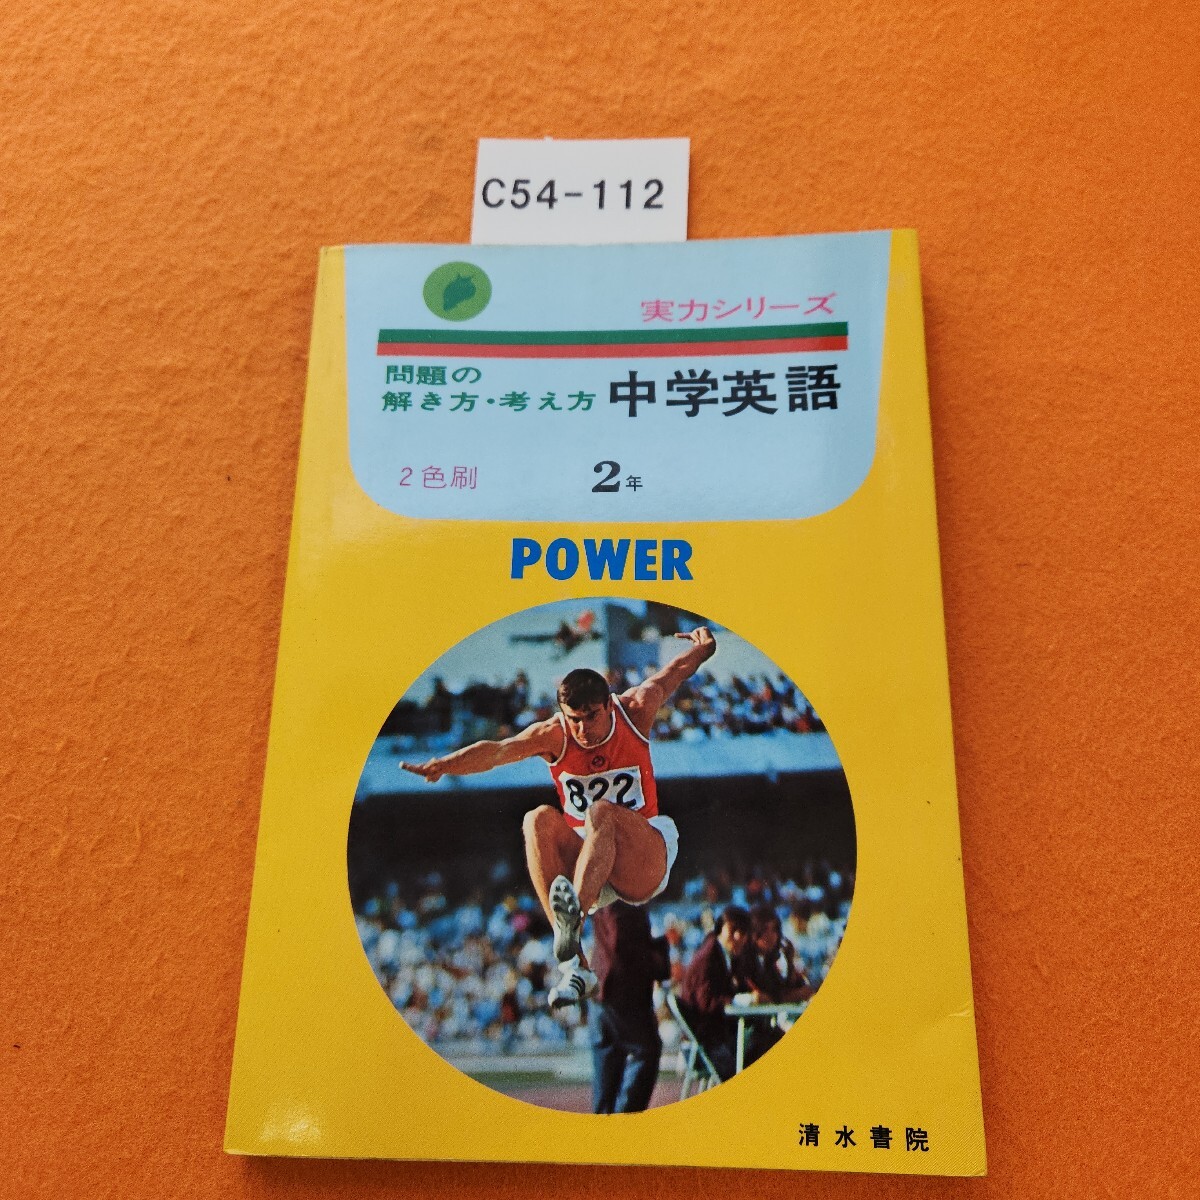 C54-112
実力シリーズ
問題の
解き方・考え方 中学英語
2色刷 2年
POWER
822
清水書院